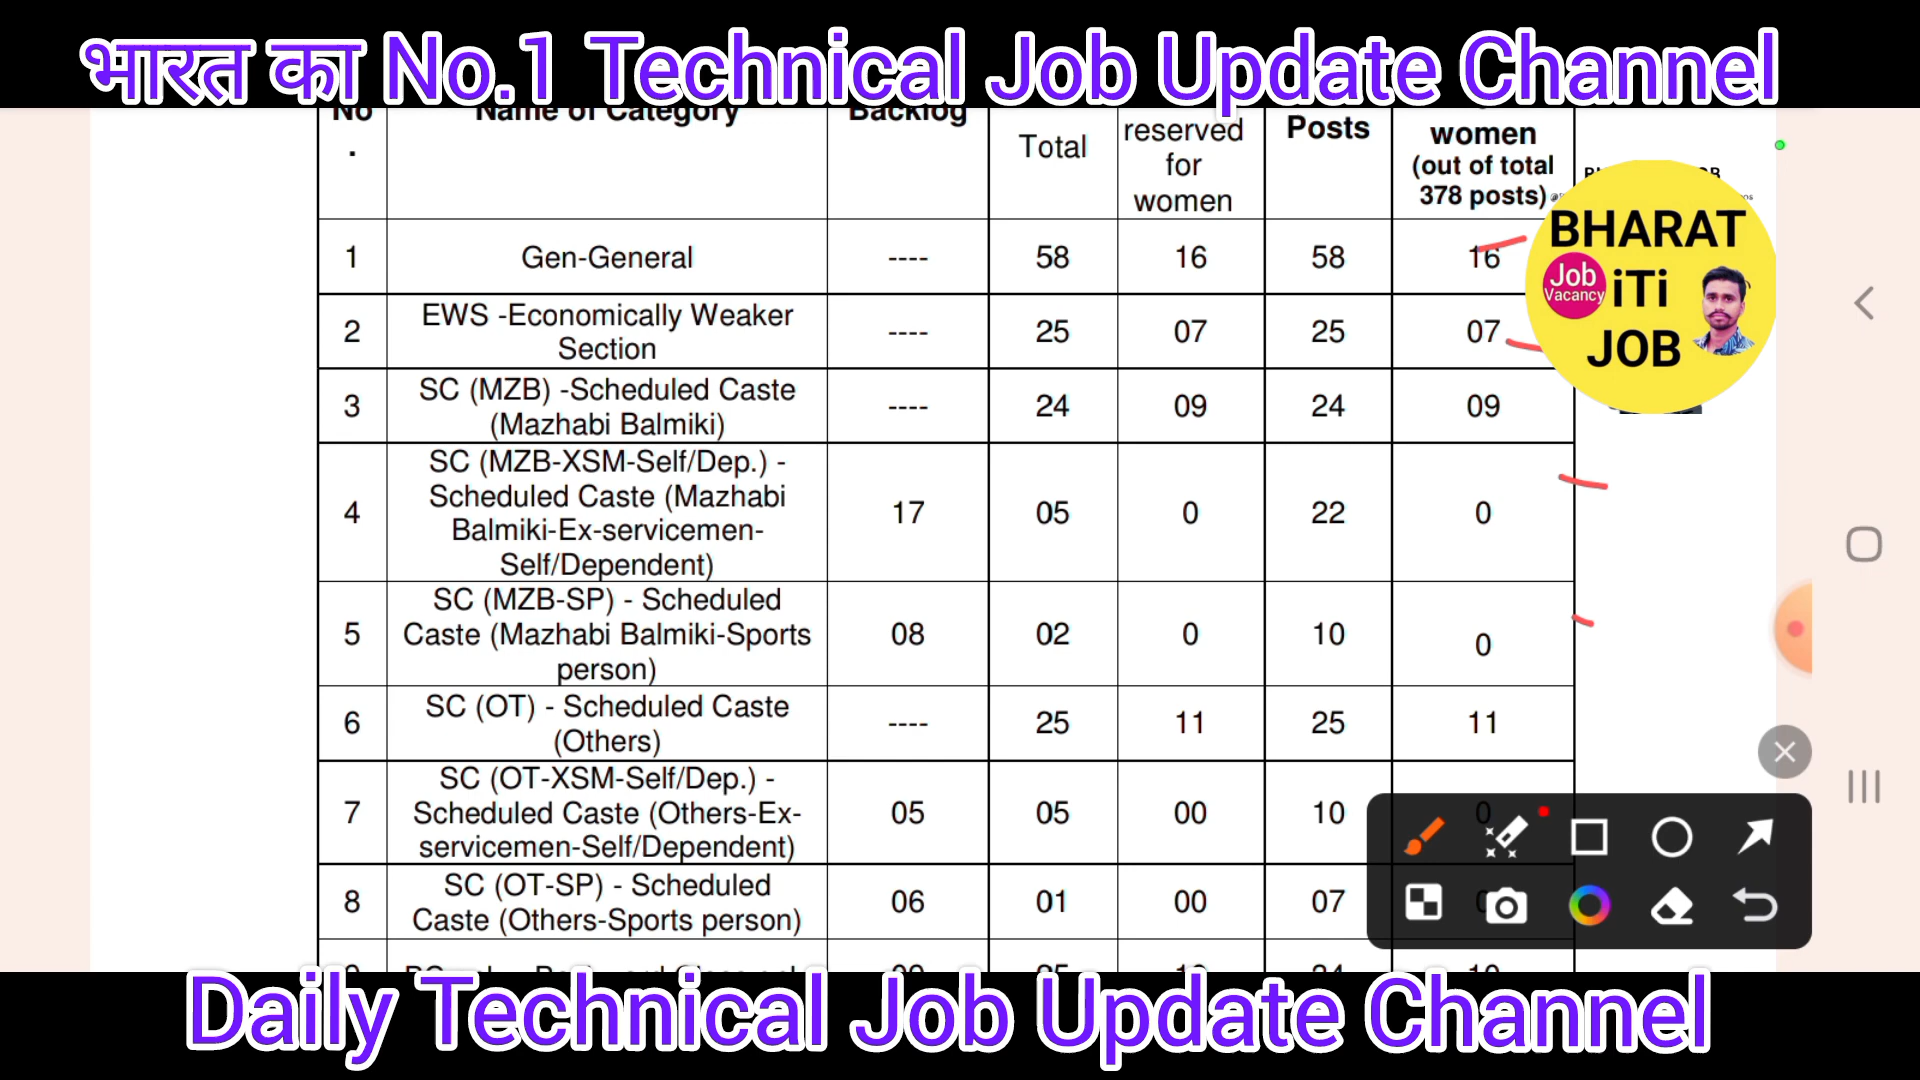 भारत का No.1 Technical Job Update Channel
No
.
Name of Category
Backlog
Total
reserved
for
women
Posts
women
(out of total
378 posts)
1 Gen-General ---- 58 16 58 16
2 EWS -Economically Weaker
Section ---- 25 07 25 07
3 SC (MZB) -Scheduled Caste
(Mazhabi Balmiki) ---- 24 09 24 09
4 SC (MZB-XSM-Self/Dep.) -
Scheduled Caste (Mazhabi
Balmiki-Ex-servicemen-
Self/Dependent) 17 05 0 22 0
5 SC (MZB-SP) - Scheduled
Caste (Mazhabi Balmiki-Sports
person) 08 02 0 10 0
6 SC (OT) - Scheduled Caste
(Others) ---- 25 11 25 11
7 SC (OT-XSM-Self/Dep.) -
Scheduled Caste (Others-Ex-
servicemen-Self/Dependent) 05 05 00 10 0
8 SC (OT-SP) - Scheduled
Caste (Others-Sports person) 06 01 00 07
BHARAT
Job
Vacancy
iTi
JOB
Daily Technical Job Update Channel